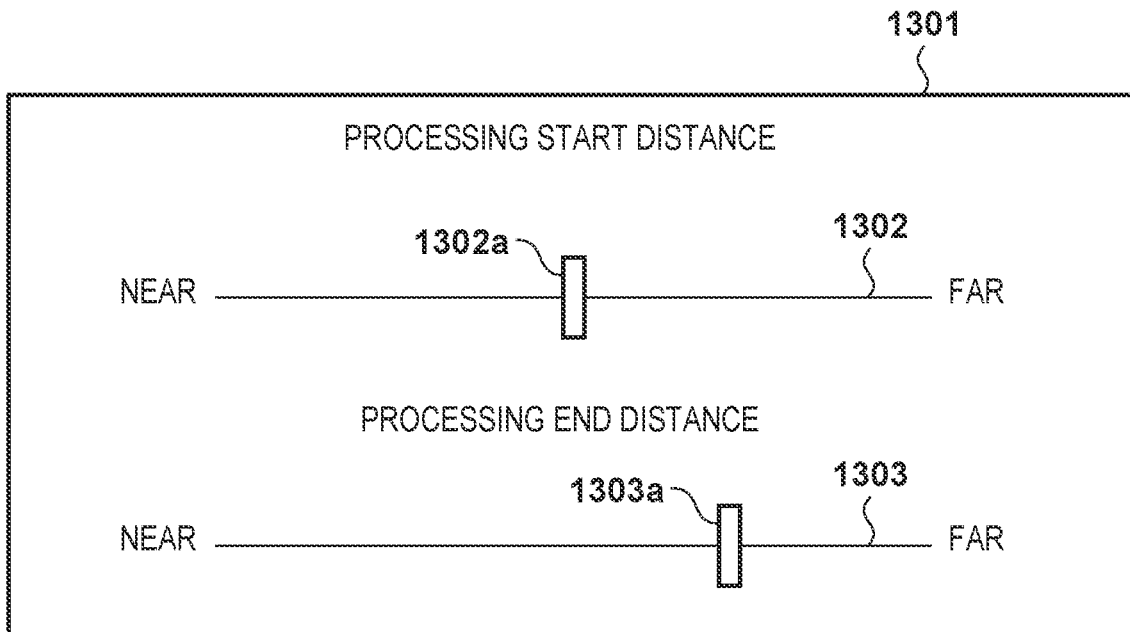 1301
PROCESSING START DISTANCE
1302a
1302
NEAR
FAR
PROCESSING END DISTANCE
1303a
1303
NEAR
FAR